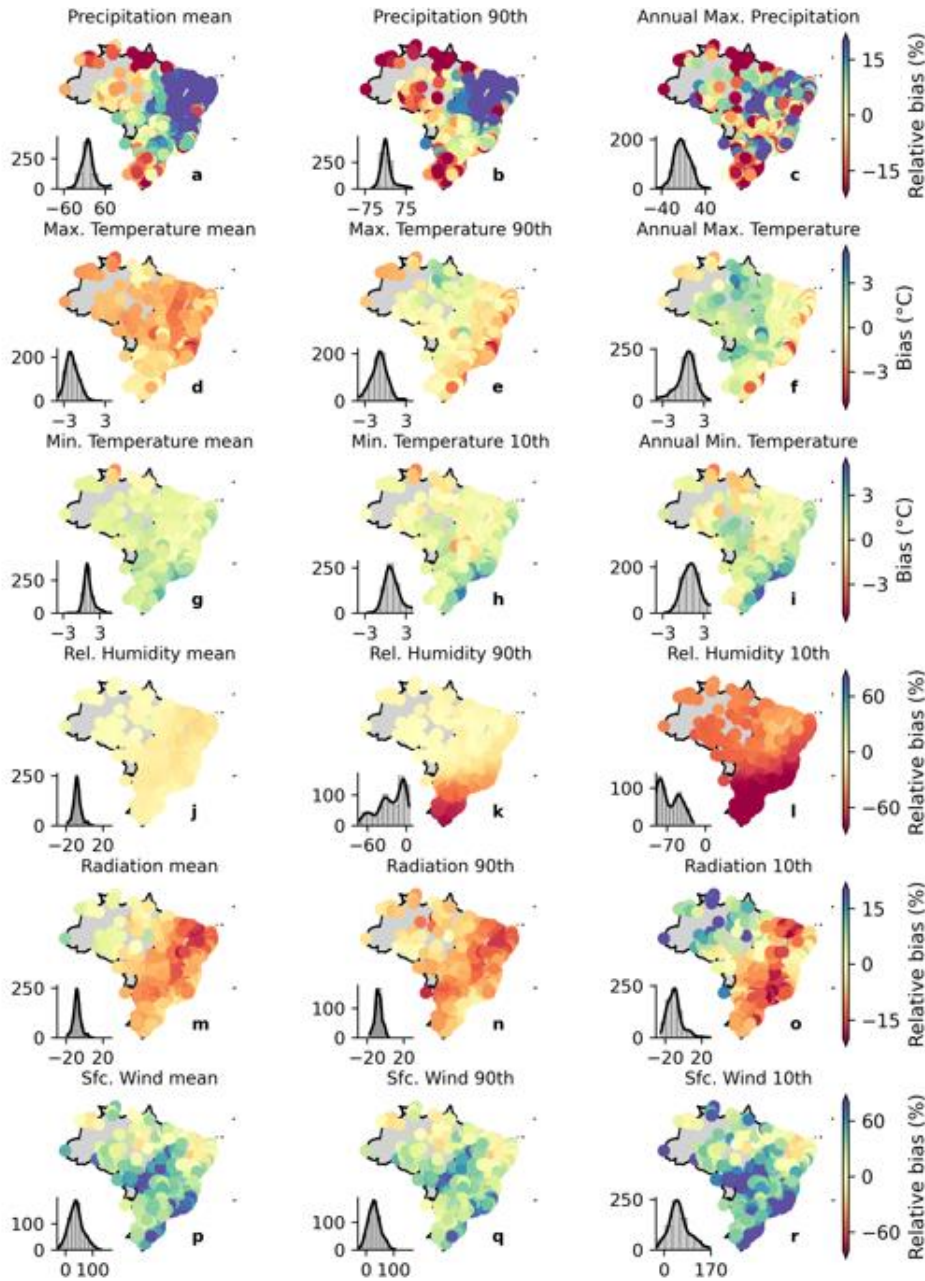 Precipitation mean
Precipitation 90th
Annual Max. Precipitation
250
0
−60 60
a
250
0
−75 75
b
200
0
−40 40
c
15
0
−15
Relative bias (%)
Max. Temperature mean
Max. Temperature 90th
Annual Max. Temperature
200
0
−3 3
d
200
0
−3 3
e
250
0
−3 3
f
3
0
−3
Bias (°C)
Min. Temperature mean
Min. Temperature 10th
Annual Min. Temperature
250
0
−3 3
g
250
0
−3 3
h
200
0
−3 3
i
3
0
−3
Bias (°C)
Rel. Humidity mean
Rel. Humidity 90th
Rel. Humidity 10th
250
0
−20 20
j
100
0
−60 0
k
100
0
−70 0
l
60
0
−60
Relative bias (%)
Radiation mean
Radiation 90th
Radiation 10th
250
0
−20 20
m
100
0
−20 20
n
250
0
−20 20
o
15
0
−15
Relative bias (%)
Sfc. Wind mean
Sfc. Wind 90th
Sfc. Wind 10th
100
0
0 100
p
100
0
0 100
q
250
0
0 170
r
60
0
−60
Relative bias (%)